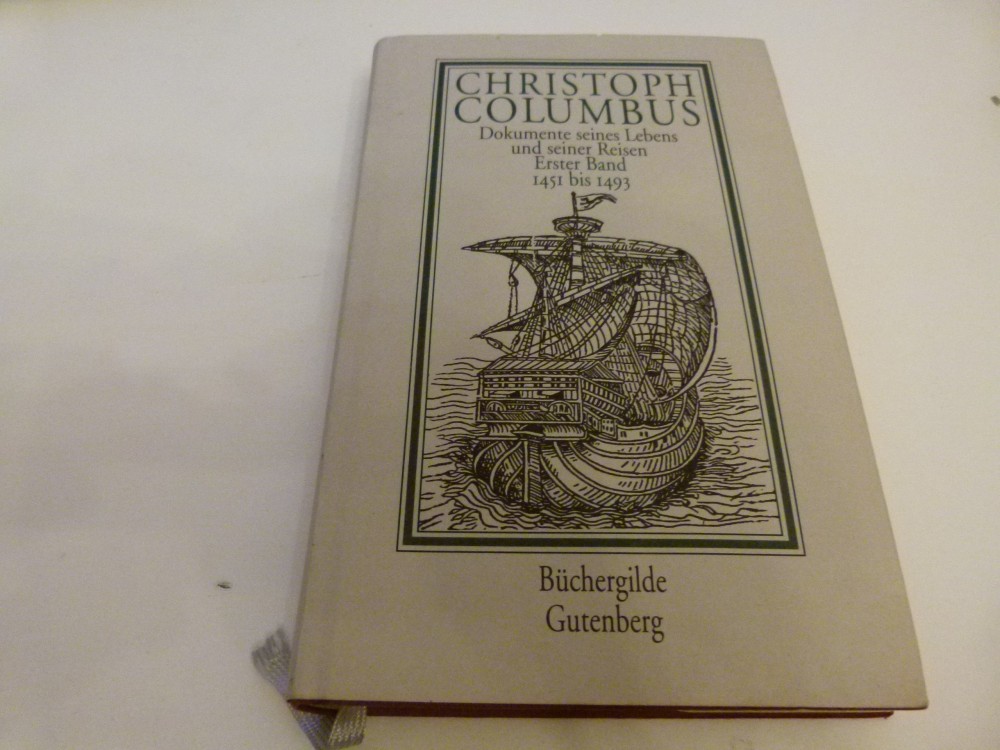 CHRISTOPH
COLUMBUS
Dokumente seines Lebens
und seiner Reisen
Erster Band
1451 bis 1493
Büchergilde
Gutenberg